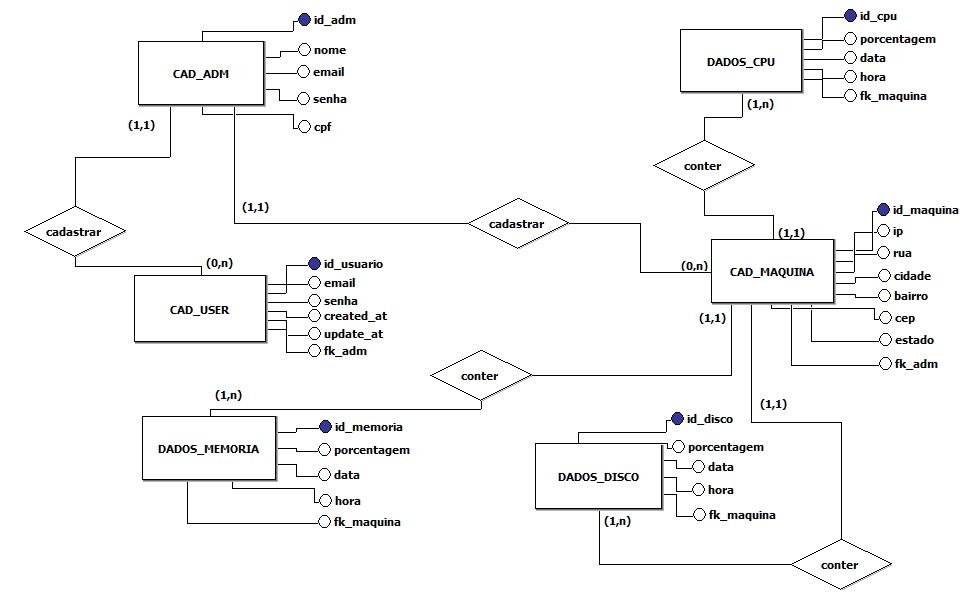 id_adm
CAD_ADM
nome
email
senha
cpf
(1,1)
(1,1)
cadastrar
cadastrar
(0,n)
(0,n)
id_cpu
DADOS_CPU
porcentagem
data
hora
fk_maquina
(1,n)
conter
(1,1)
id_maquina
CAD_MAQUINA
ip
rua
cidade
bairro
cep
estado
fk_adm
(1,1)
(1,1)
CAD_USER
id_usuario
email
senha
created_at
update_at
fk_adm
conter
(1,n)
DADOS_MEMORIA
id_memoria
porcentagem
data
hora
fk_maquina
id_disco
DADOS_DISCO
porcentagem
data
hora
fk_maquina
(1,n)
conter